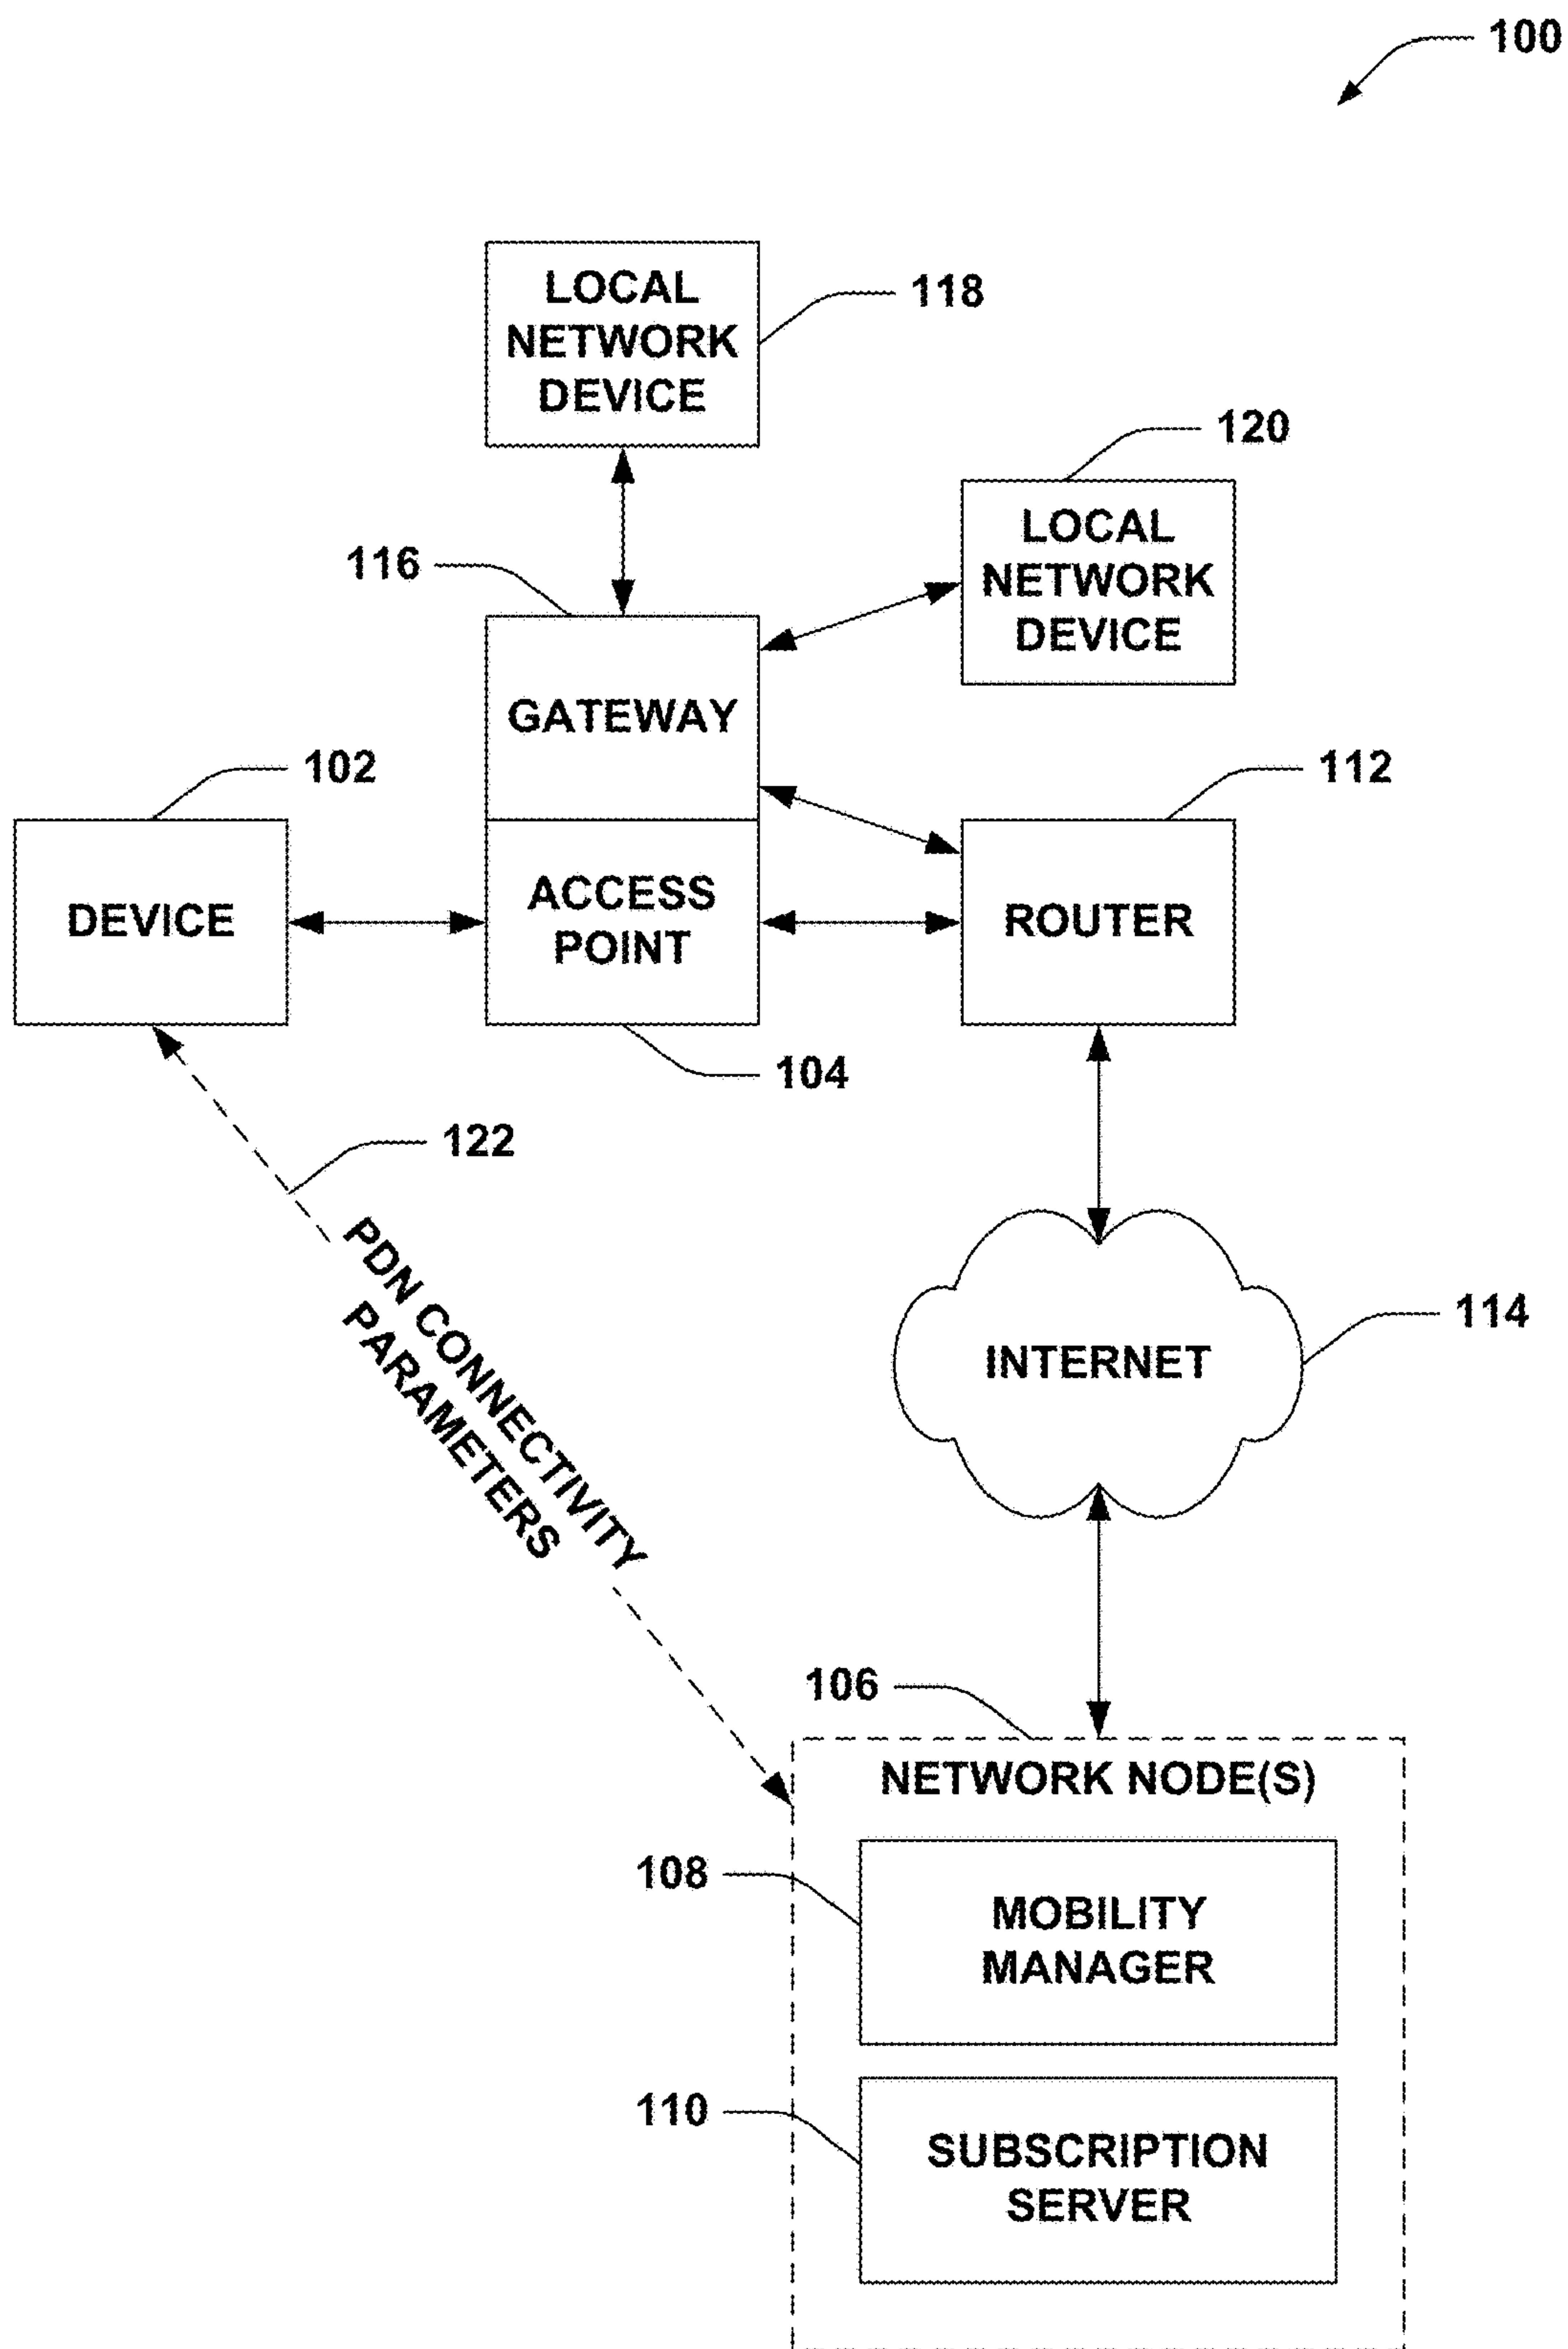 100
LOCAL
NETWORK
DEVICE
118
120
LOCAL
NETWORK
DEVICE
116
GATEWAY
102
112
DEVICE
ACCESS
POINT
ROUTER
104
122
PDN CONNECTIVITY
PARAMETERS
INTERNET
114
106
NETWORK NODE(S)
108
MOBILITY
MANAGER
110
SUBSCRIPTION
SERVER